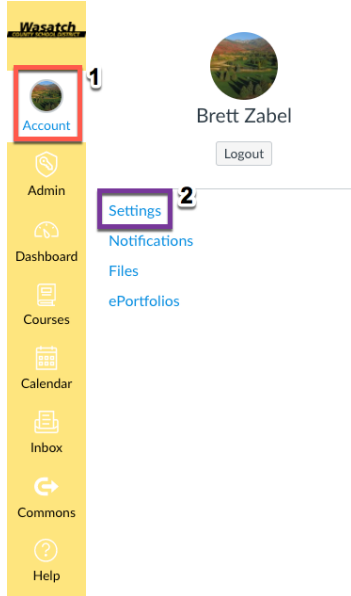 Wasatch
COUNTY SCHOOL DISTRICT
1
Account
Admin
Dashboard
Courses
Calendar
Inbox
Commons
Help
Brett Zabel
Logout
2
Settings
Notifications
Files
ePortfolios